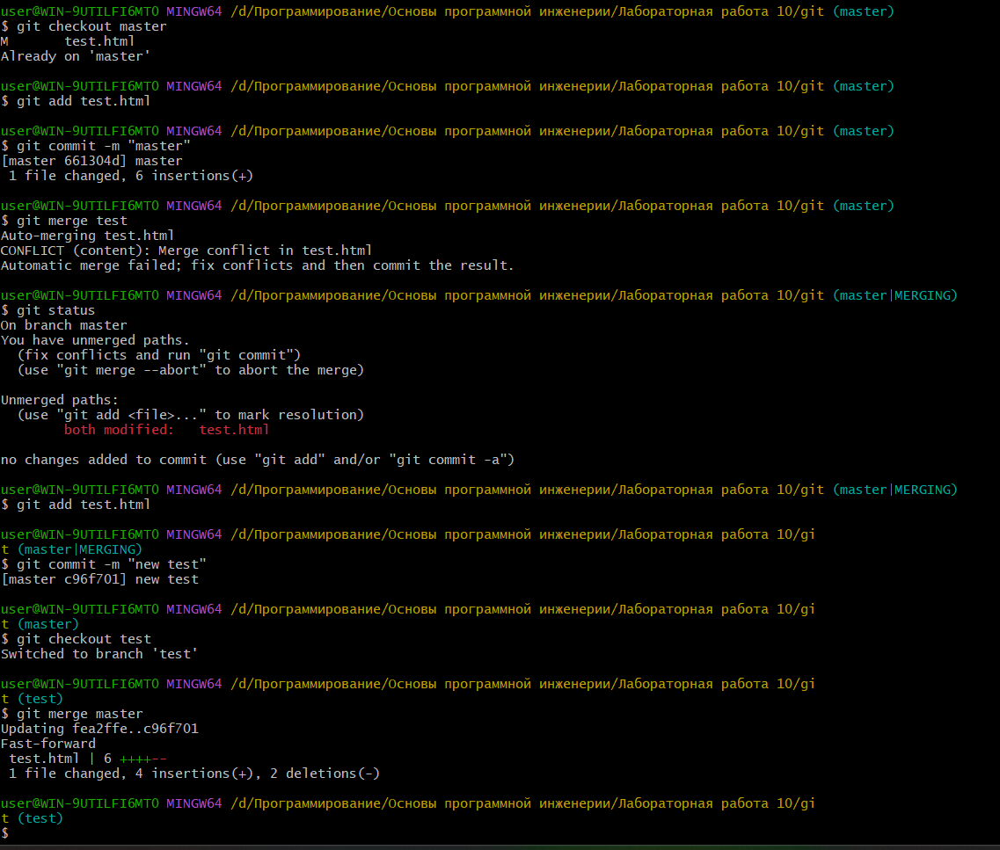 user@WIN-9UTILFI6MTO MINGW64 /d/Программирование/Основы программной инженерии/Лабораторная работа 10/git (master)
$ git checkout master
M       test.html
Already on 'master'
user@WIN-9UTILFI6MTO MINGW64 /d/Программирование/Основы программной инженерии/Лабораторная работа 10/git (master)
$ git add test.html
user@WIN-9UTILFI6MTO MINGW64 /d/Программирование/Основы программной инженерии/Лабораторная работа 10/git (master)
$ git commit -m "master"
[master 661304d] master
 1 file changed, 6 insertions(+)
user@WIN-9UTILFI6MTO MINGW64 /d/Программирование/Основы программной инженерии/Лабораторная работа 10/git (master)
$ git merge test
Auto-merging test.html
CONFLICT (content): Merge conflict in test.html
Automatic merge failed; fix conflicts and then commit the result.
user@WIN-9UTILFI6MTO MINGW64 /d/Программирование/Основы программной инженерии/Лабораторная работа 10/git (master|MERGING)
$ git status
On branch master
You have unmerged paths.
  (fix conflicts and run "git commit")
  (use "git merge --abort" to abort the merge)
Unmerged paths:
  (use "git add <file>..." to mark resolution)
        both modified:   test.html
no changes added to commit (use "git add" and/or "git commit -a")
user@WIN-9UTILFI6MTO MINGW64 /d/Программирование/Основы программной инженерии/Лабораторная работа 10/git (master|MERGING)
$ git add test.html
user@WIN-9UTILFI6MTO MINGW64 /d/Программирование/Основы программной инженерии/Лабораторная работа 10/gi
t (master|MERGING)
$ git commit -m "new test"
[master c96f701] new test
user@WIN-9UTILFI6MTO MINGW64 /d/Программирование/Основы программной инженерии/Лабораторная работа 10/gi
t (master)
$ git checkout test
Switched to branch 'test'
user@WIN-9UTILFI6MTO MINGW64 /d/Программирование/Основы программной инженерии/Лабораторная работа 10/gi
t (test)
$ git merge master
Updating fea2ffe..c96f701
Fast-forward
 test.html | 6 ++++--
 1 file changed, 4 insertions(+), 2 deletions(-)
user@WIN-9UTILFI6MTO MINGW64 /d/Программирование/Основы программной инженерии/Лабораторная работа 10/gi
t (test)
$